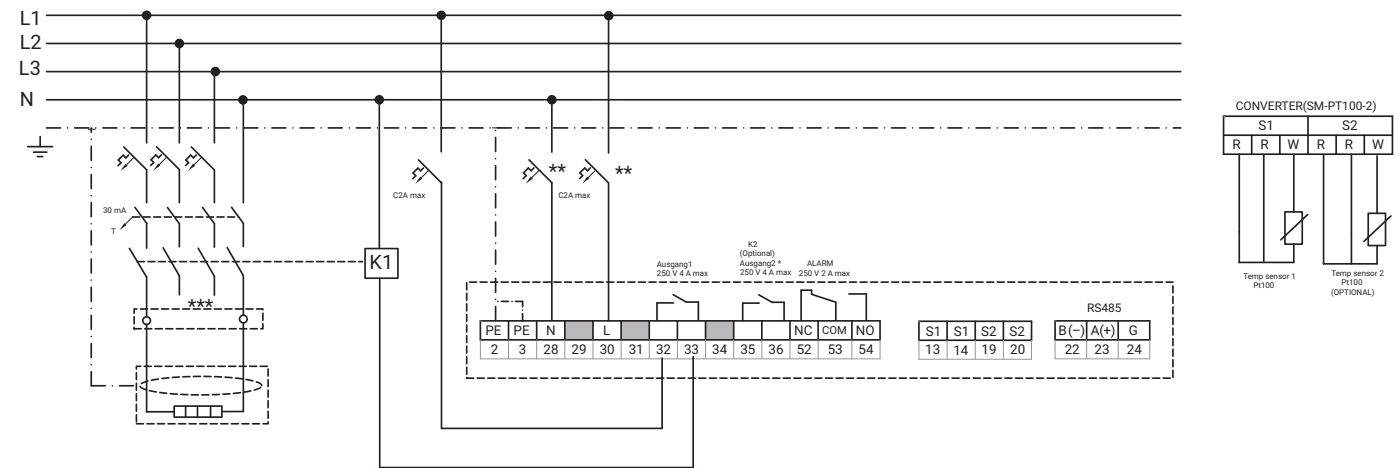 L1
L2
L3
N
CONVERTER(SM-PT100-2)
S1 S2
R R W R R W
** **
C2A max C2A max
30 mA
T
K1
K2
(Optional)
Ausgang1 Ausgang2 * ALARM
250 V 4 A max 250 V 4 A max 250 V 2 A max
Temp sensor 1
Pt100
Temp sensor 2
Pt100
(OPTIONAL)
***
RS485
PE PE N L NC COM NO S1 S1 S2 S2 B(−) A(+) G
2 3 28 29 30 31 32 33 34 35 36 52 53 54 13 14 19 20 22 23 24